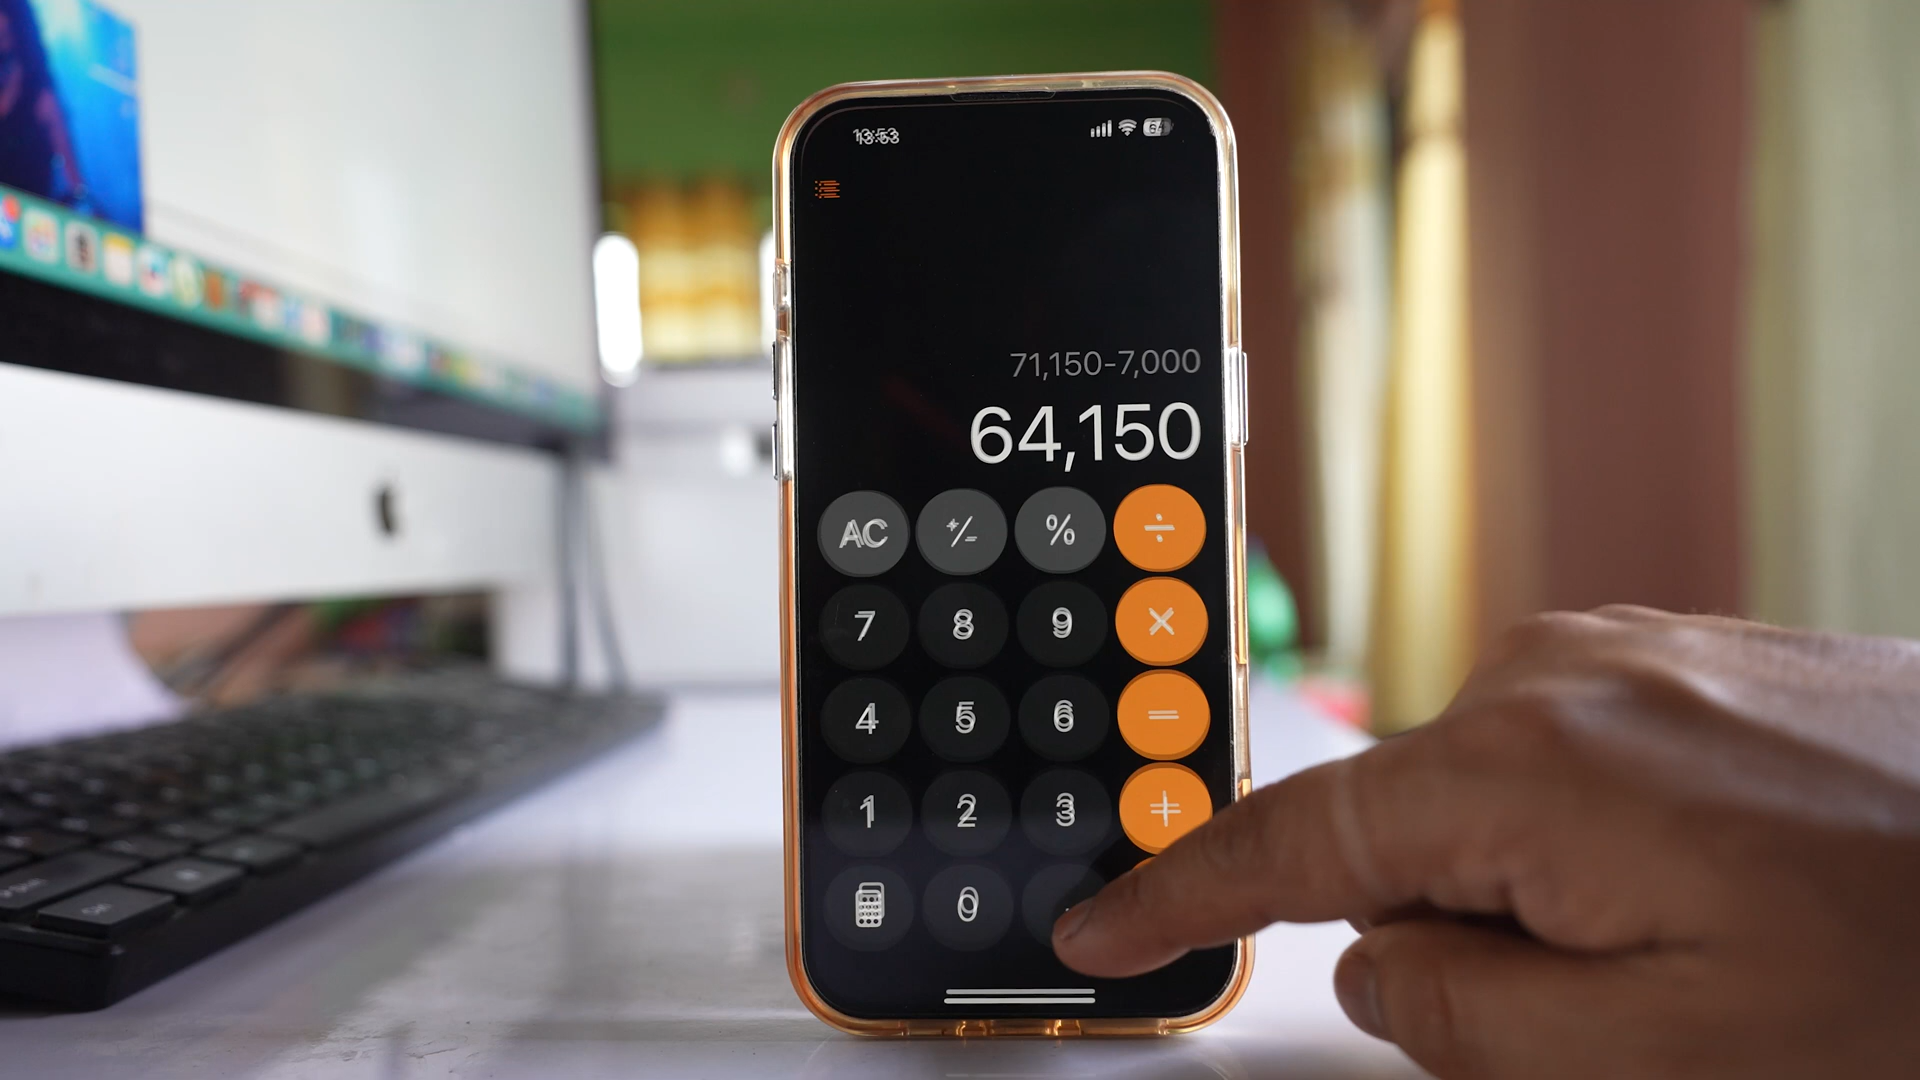 13:53
64
71,150-7,000
64,150
AC +/- % ÷
7 8 9 ×
4 5 6 −
1 2 3 +
0 .